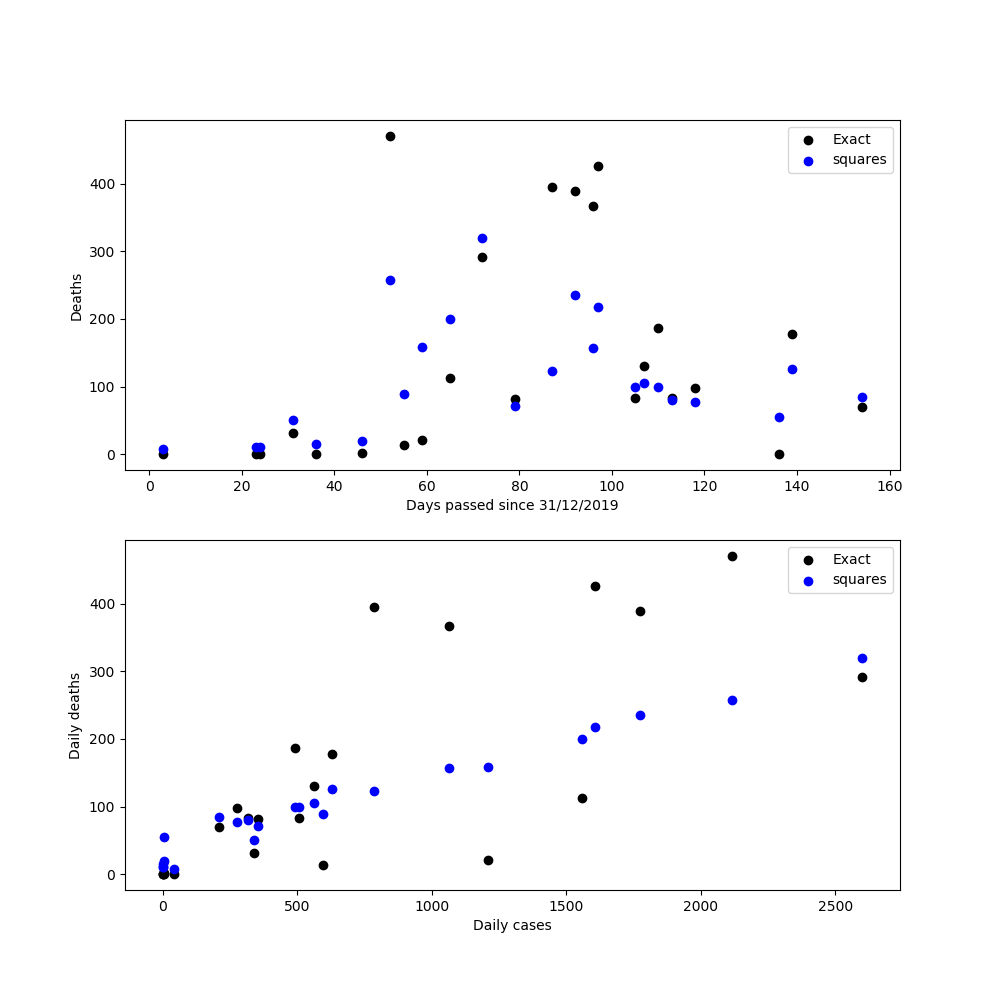 Exact
squares
400
300
200
100
0
Deaths
0 20 40 60 80 100 120 140 160
Days passed since 31/12/2019
Exact
squares
400
300
200
100
0
Daily deaths
0 500 1000 1500 2000 2500
Daily cases